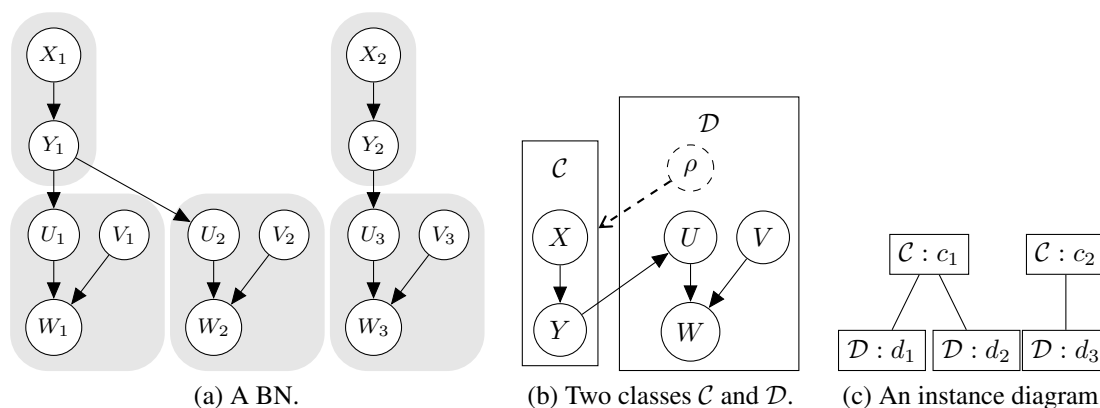 X₁ X₂
Y₁ Y₂
U₁ V₁ U₂ V₂ U₃ V₃
W₁ W₂ W₃
(a) A BN.
𝒟
𝒞 ρ
X U V
Y W
(b) Two classes 𝒞 and 𝒟.
𝒞 : c₁ 𝒞 : c₂
𝒟 : d₁ 𝒟 : d₂ 𝒟 : d₃
(c) An instance diagram